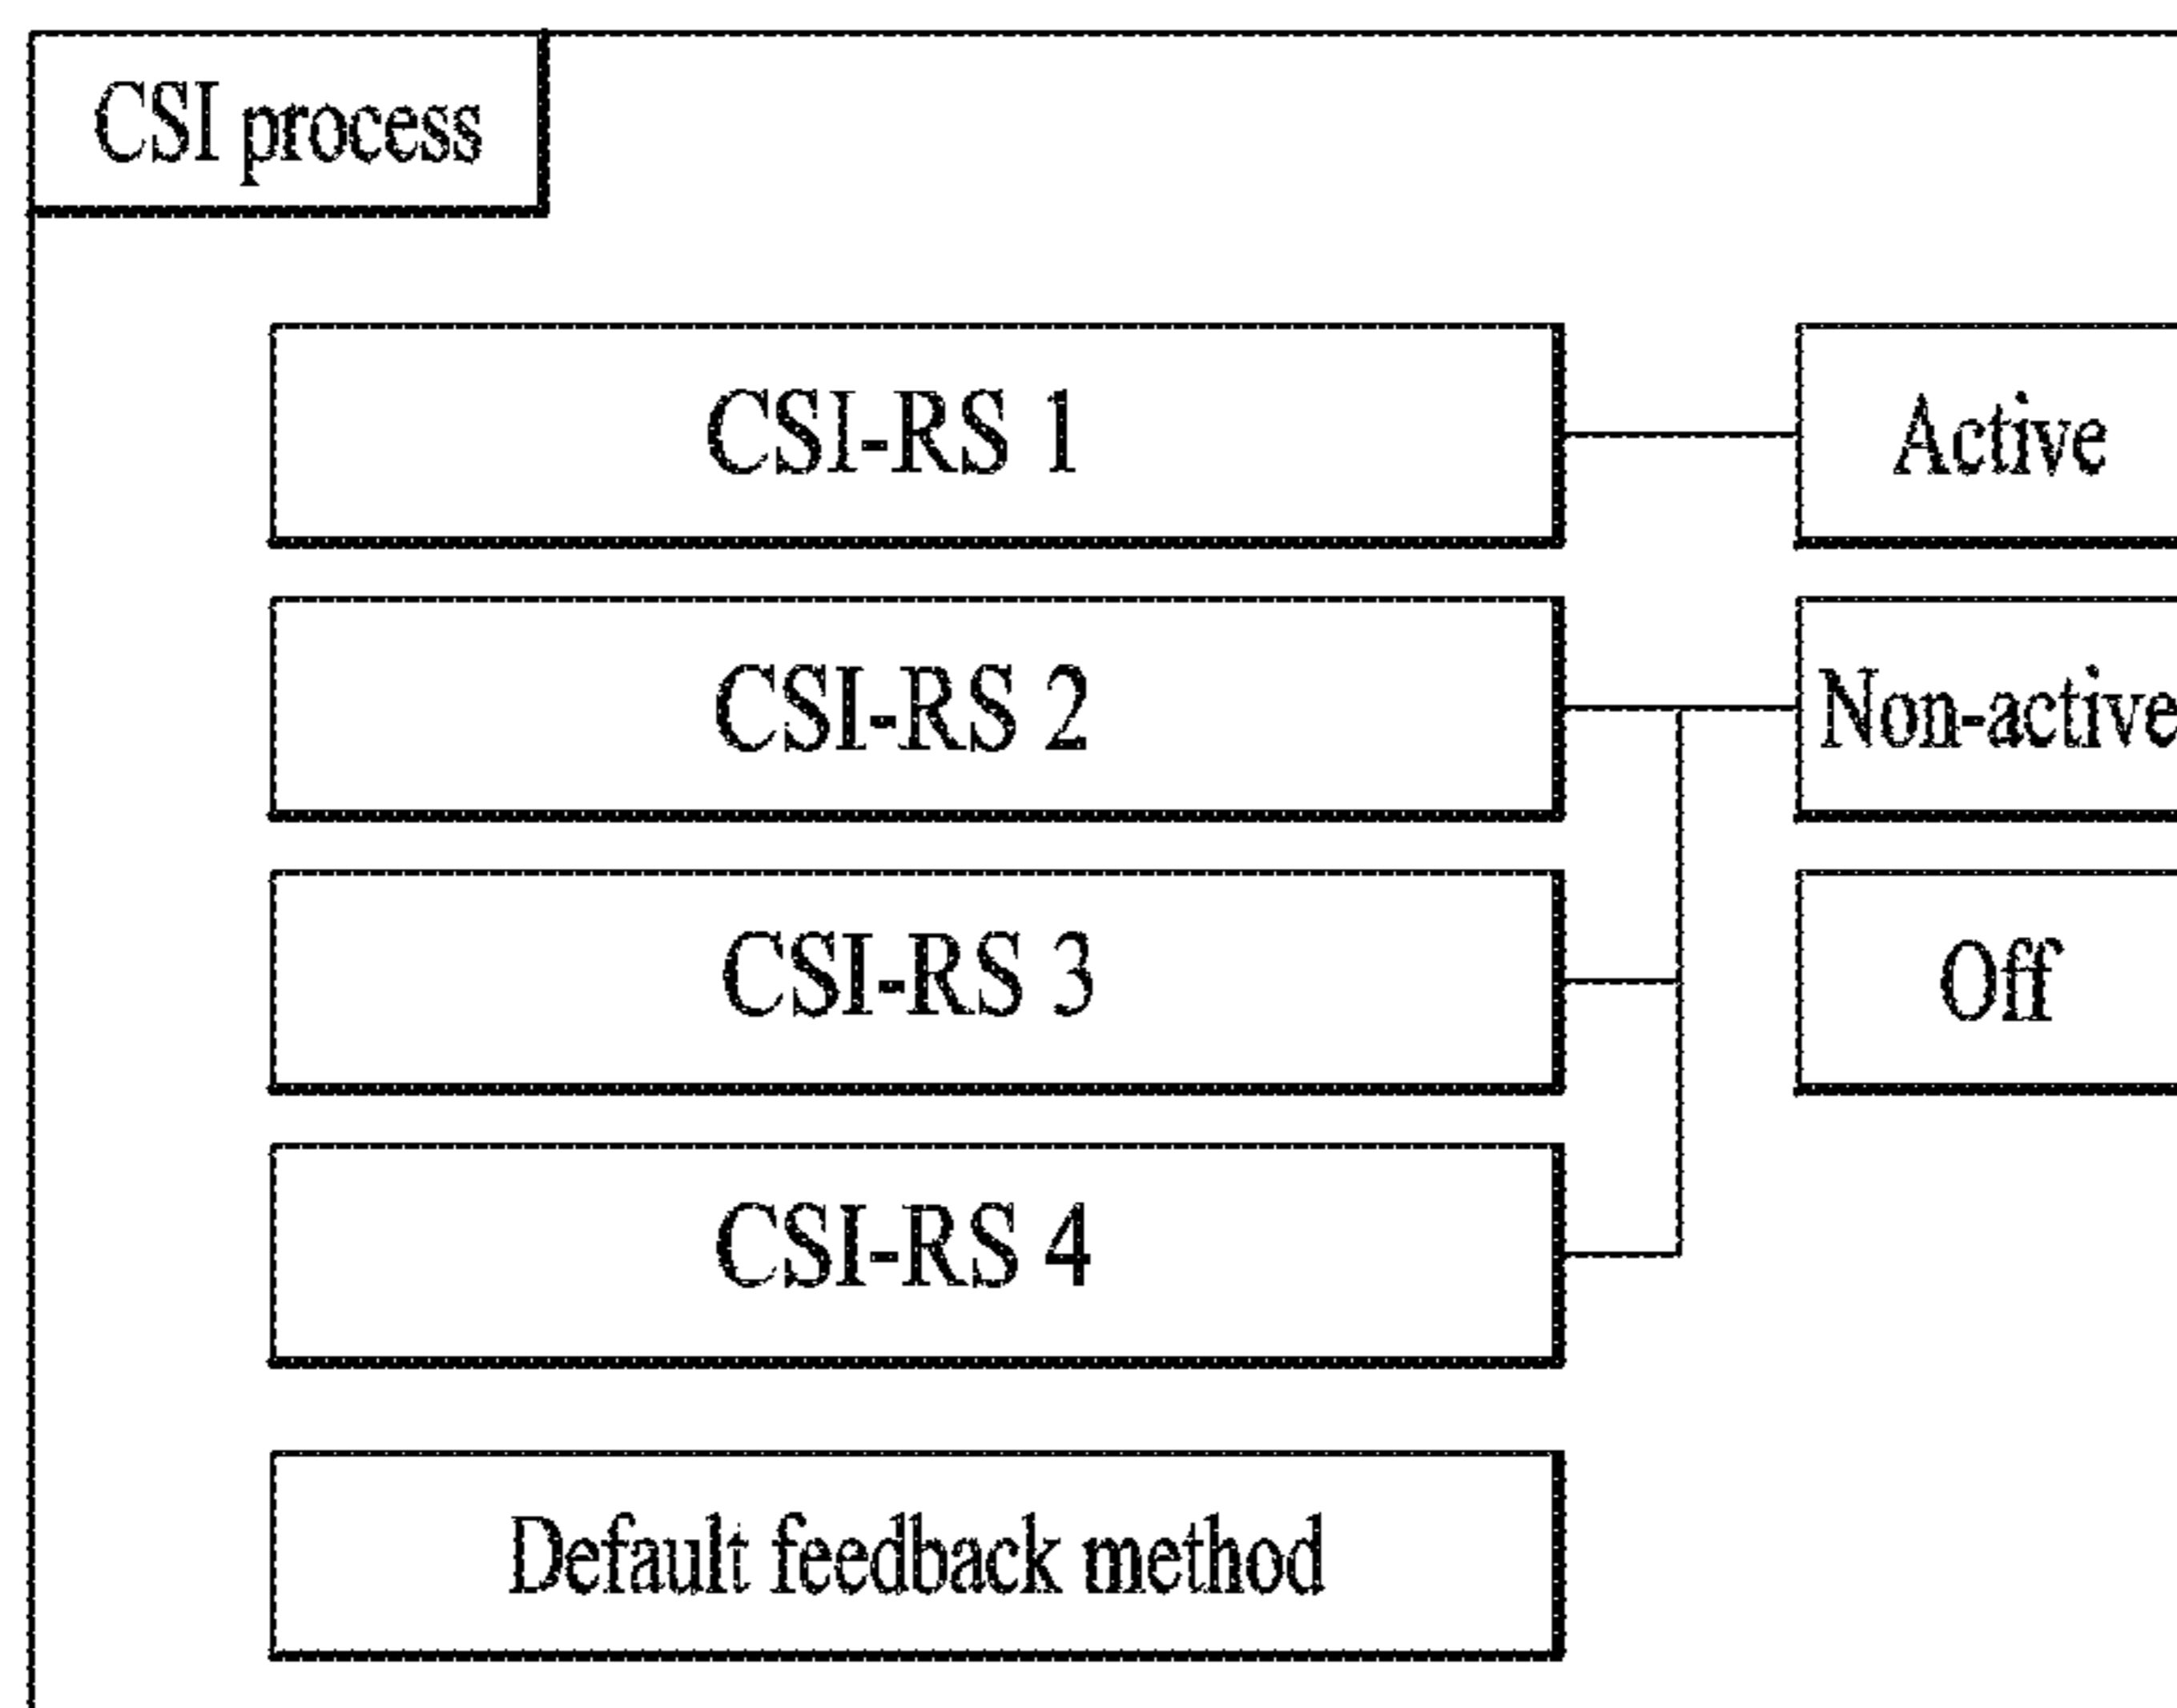 CSI process
CSI-RS 1
Active
CSI-RS 2
Non-active
CSI-RS 3
Off
CSI-RS 4
Default feedback method